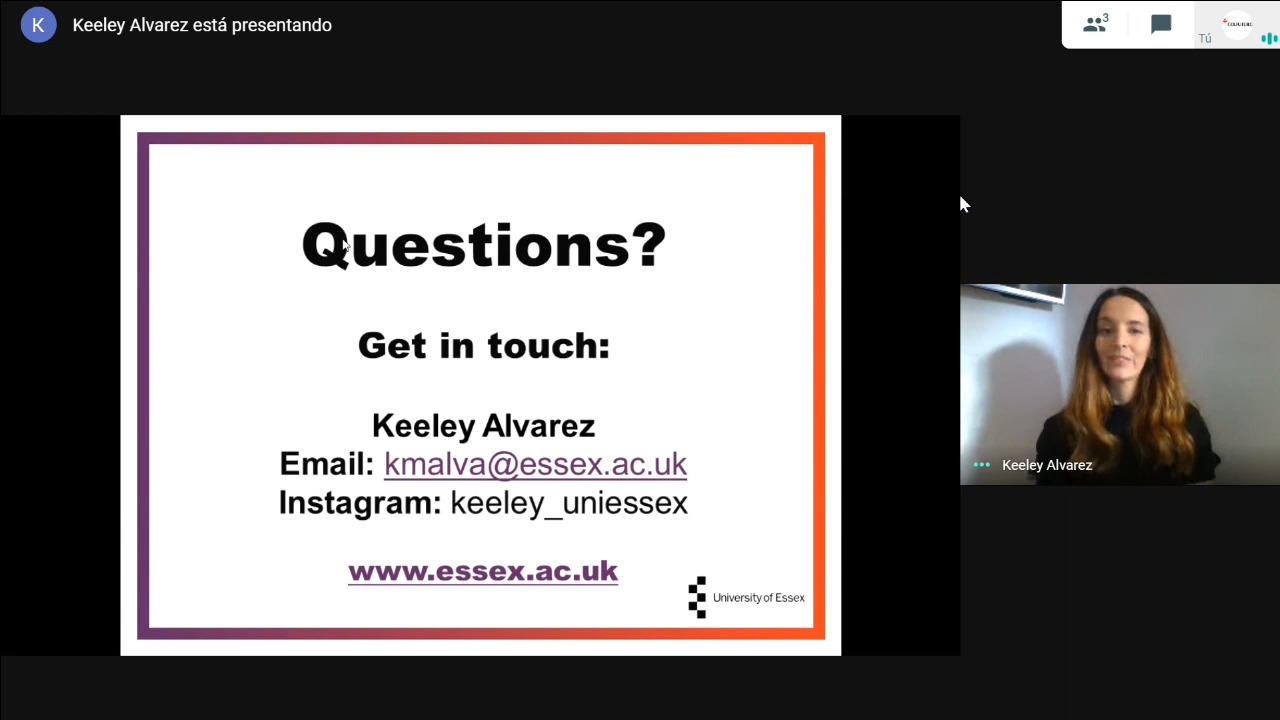 K
Keeley Alvarez está presentando
3
Tú
Questions?
Get in touch:
Keeley Alvarez
Email: kmalva@essex.ac.uk
Instagram: keeley_uniessex
www.essex.ac.uk
University of Essex
Keeley Alvarez